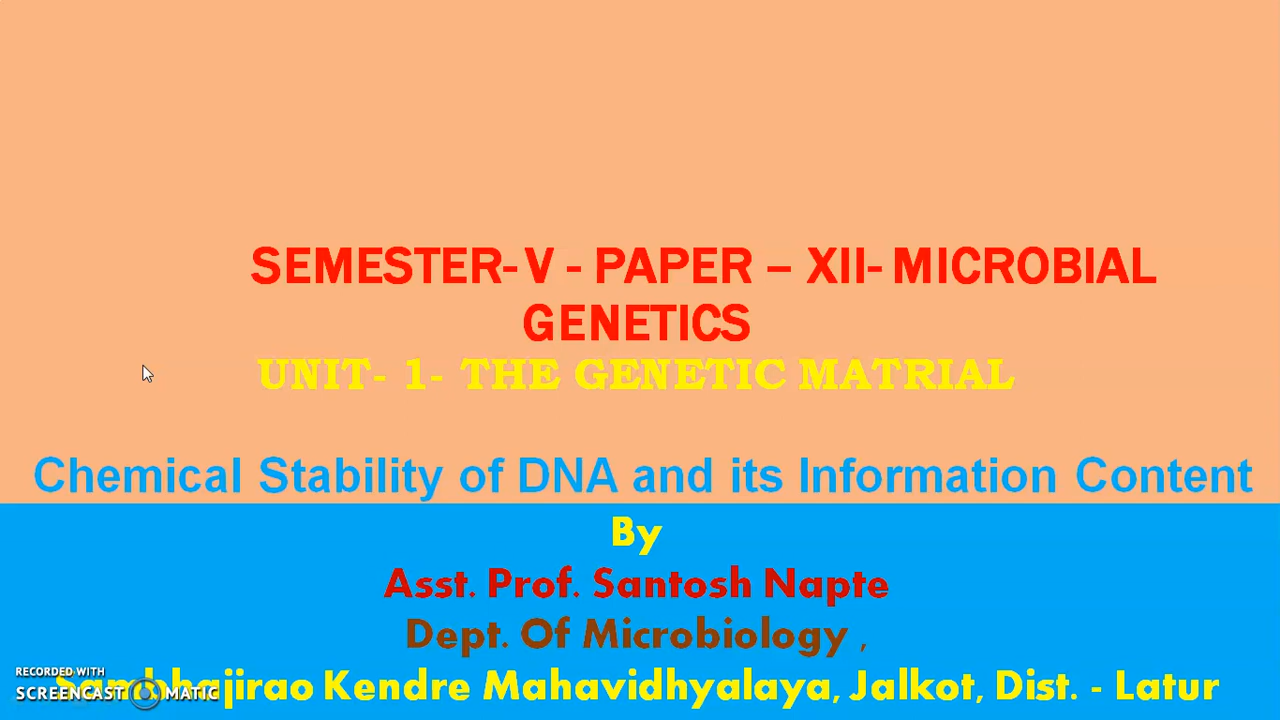 SEMESTER- V - PAPER – XII- MICROBIAL
GENETICS
UNIT- 1- THE GENETIC MATRIAL
Chemical Stability of DNA and its Information Content
By
Asst. Prof. Santosh Napte
Dept. Of Microbiology ,
Kendre Mahavidhyalaya, Jalkot, Dist. - Latur
RECORDED WITH
SCREENCAST MATIC